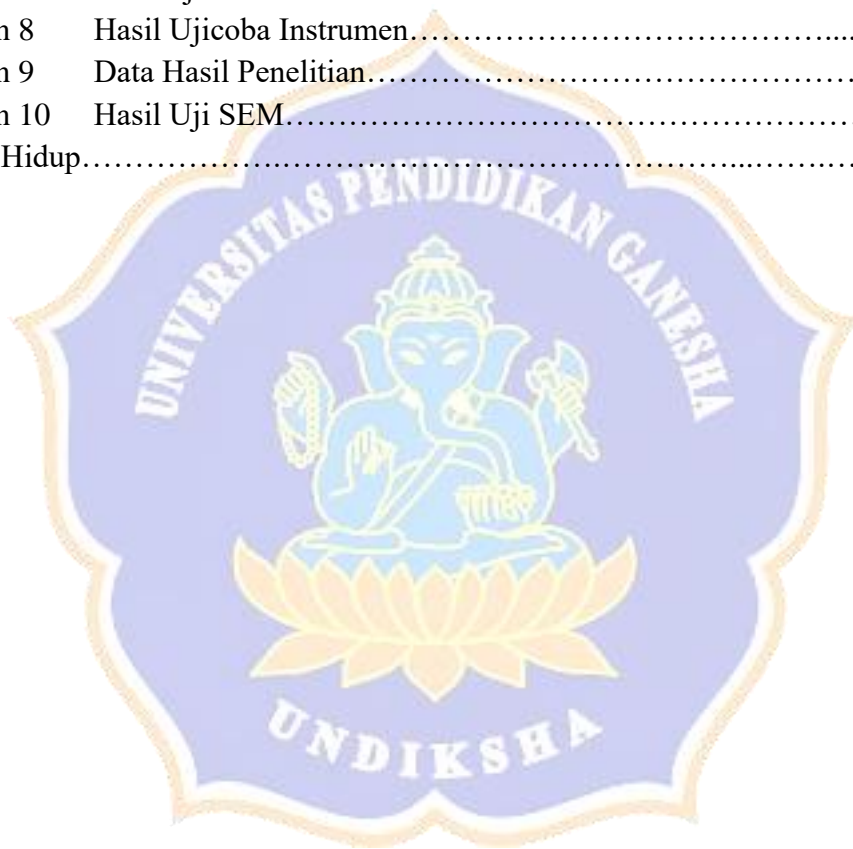 n 8 Hasil Ujicoba Instrumen…………………………………....
n 9 Data Hasil Penelitian……………………………………….
n 10 Hasil Uji SEM………………………………………………
Hidup……………….…………………………………...…….…
UNIVERSITAS PENDIDIKAN GANESHA
UNDIKSHA